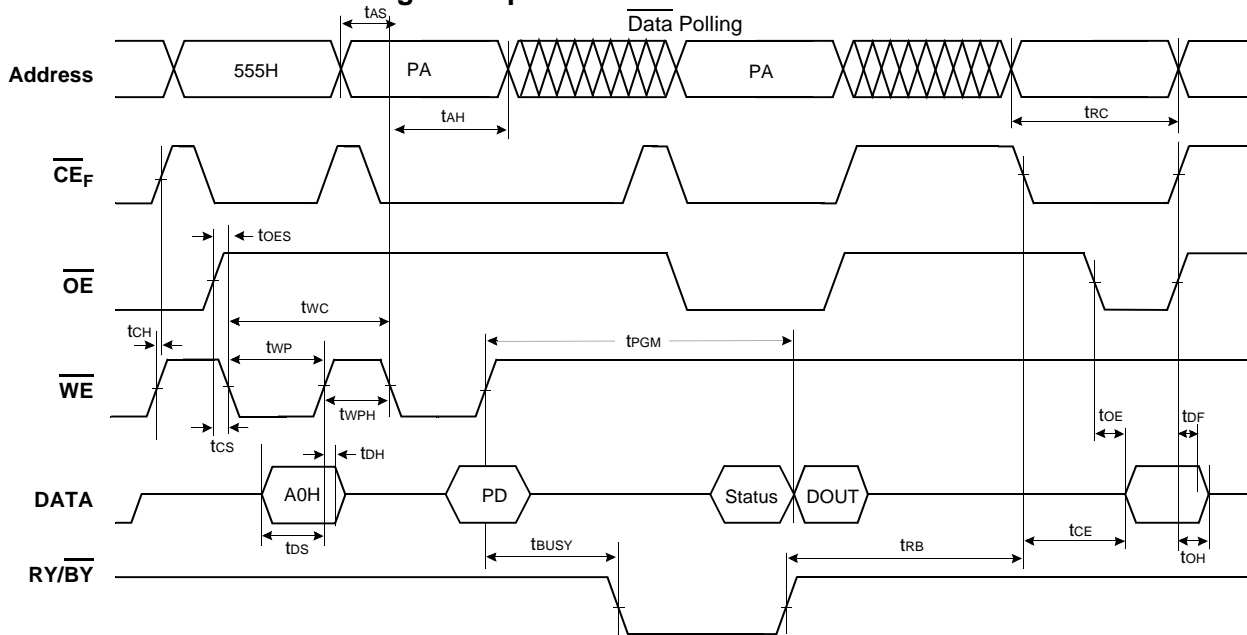 tAS
Data Polling
Address
555H
PA
PA
tAH
tRC
CEF
tOES
OE
tWC
tCH
tWP
tPGM
WE
tWPH
tOE
tDF
tCS
tDH
DATA
A0H
PD
Status
DOUT
tDS
tBUSY
tRB
tCE
tOH
RY/BY